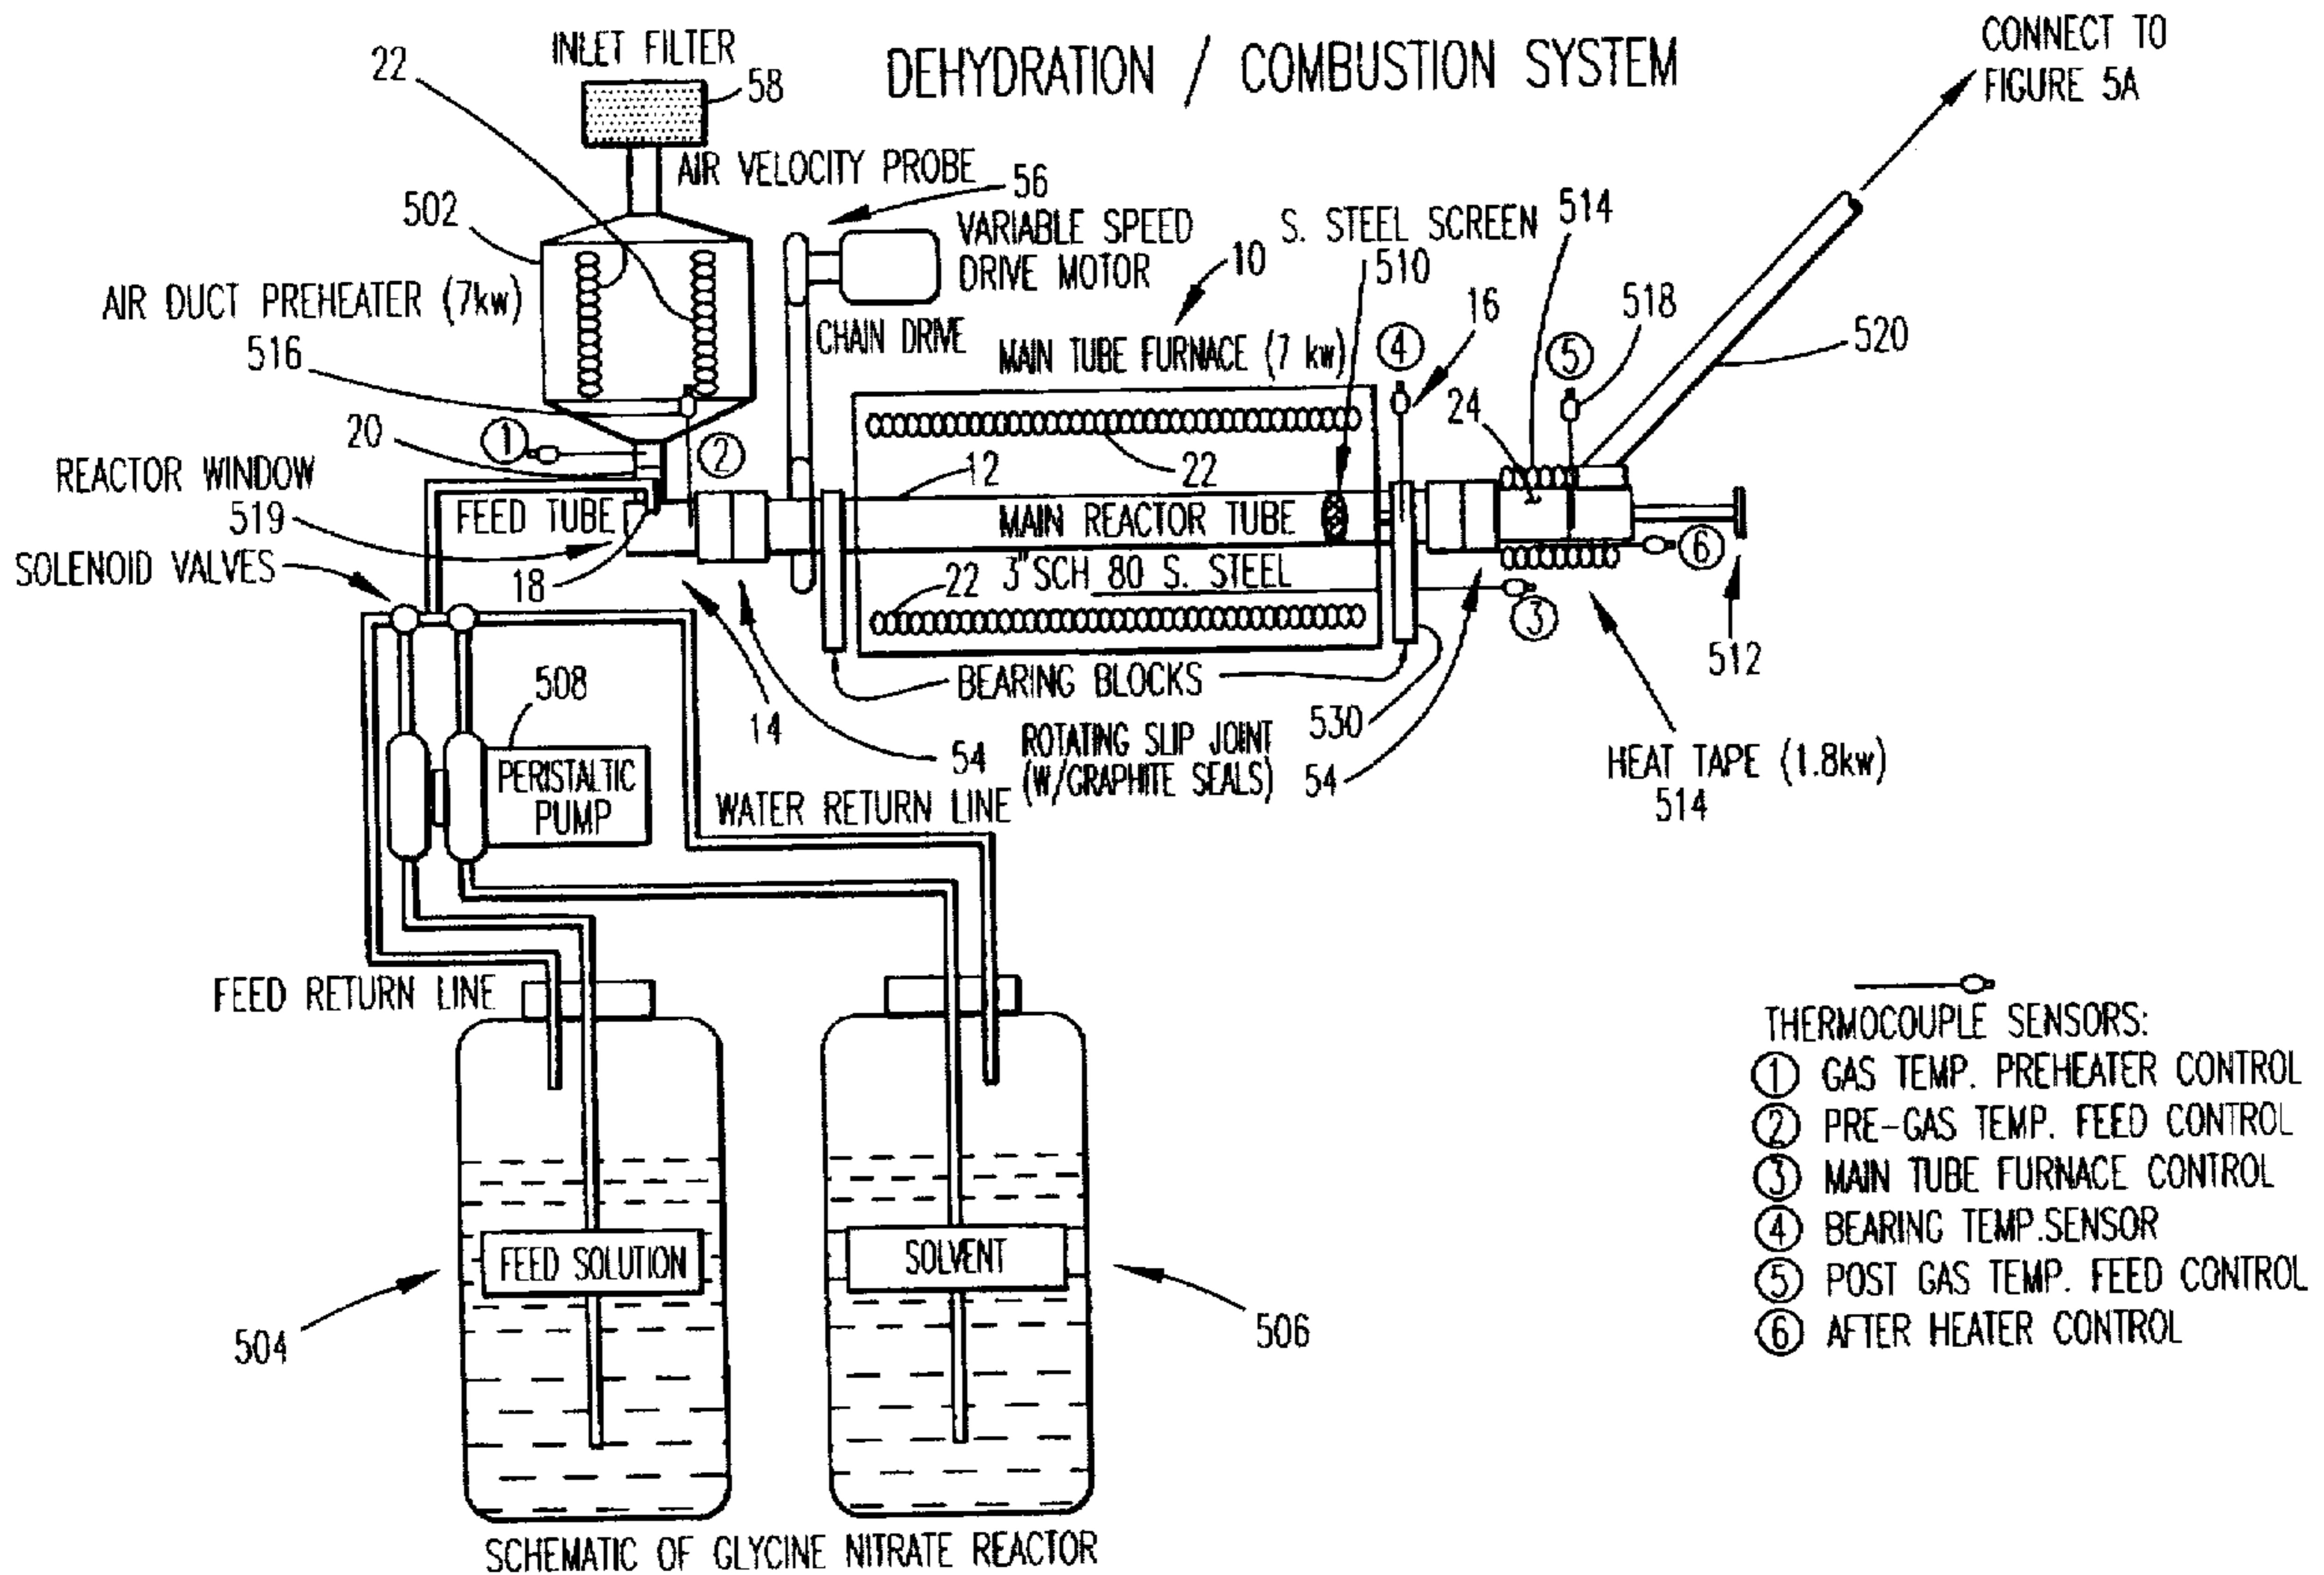 CONNECT TO
FIGURE 5A
INLET FILTER
22
58
DEHYDRATION / COMBUSTION SYSTEM
AIR VELOCITY PROBE
56
502
VARIABLE SPEED
DRIVE MOTOR
S. STEEL SCREEN
514
10
510
AIR DUCT PREHEATER (7kw)
516
CHAIN DRIVE
MAIN TUBE FURNACE (7 kw)
4
16
5
518
520
20
1
2
24
REACTOR WINDOW
519
FEED TUBE
12
22
MAIN REACTOR TUBE
SOLENOID VALVES
18
22
3"SCH 80 S. STEEL
6
3
512
BEARING BLOCKS
508
14
54
ROTATING SLIP JOINT
(W/GRAPHITE SEALS)
530
54
HEAT TAPE (1.8kw)
514
PERISTALTIC
PUMP
WATER RETURN LINE
FEED RETURN LINE
FEED SOLUTION
SOLVENT
504
506
THERMOCOUPLE SENSORS:
1 GAS TEMP. PREHEATER CONTROL
2 PRE-GAS TEMP. FEED CONTROL
3 MAIN TUBE FURNACE CONTROL
4 BEARING TEMP.SENSOR
5 POST GAS TEMP. FEED CONTROL
6 AFTER HEATER CONTROL
SCHEMATIC OF GLYCINE NITRATE REACTOR